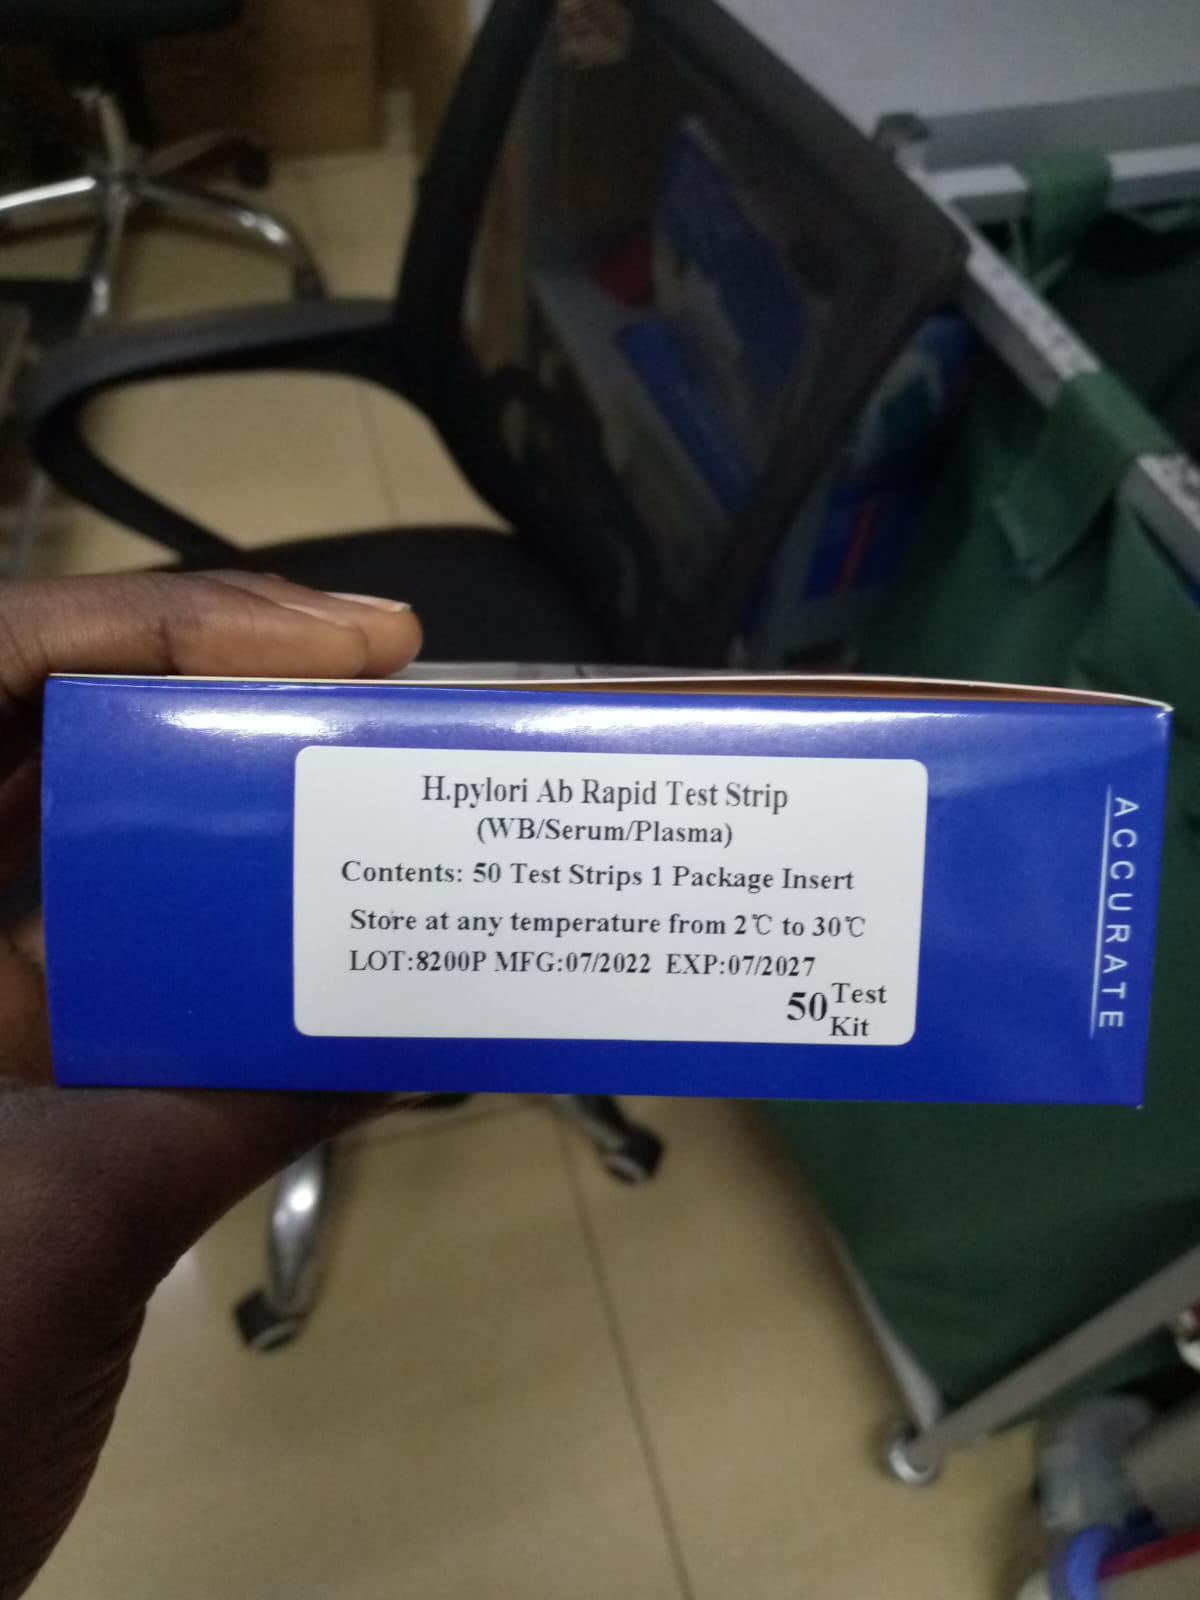 H.pylori Ab Rapid Test Strip
(WB/Serum/Plasma)
Contents: 50 Test Strips 1 Package Insert
Store at any temperature from 2℃ to 30℃
LOT:8200P MFG:07/2022 EXP:07/2027
50 Test
Kit
ACCURATE